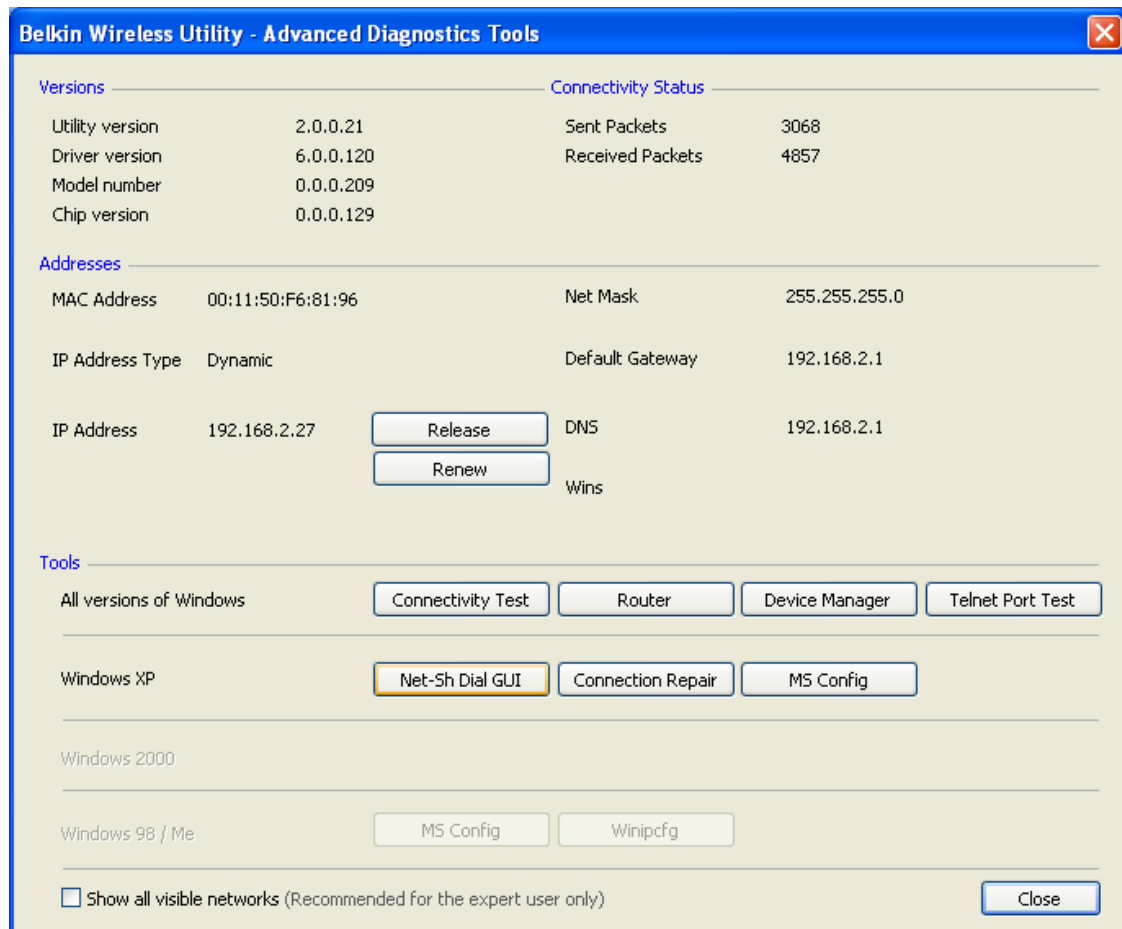 Belkin Wireless Utility - Advanced Diagnostics Tools
Versions
Utility version 2.0.0.21
Driver version 6.0.0.120
Model number 0.0.0.209
Chip version 0.0.0.129
Connectivity Status
Sent Packets 3068
Received Packets 4857
Addresses
MAC Address 00:11:50:F6:81:96
Net Mask 255.255.255.0
IP Address Type Dynamic
Default Gateway 192.168.2.1
IP Address 192.168.2.27 Release
DNS 192.168.2.1
Renew
Wins
Tools
All versions of Windows Connectivity Test Router Device Manager Telnet Port Test
Windows XP Net-Sh Dial GUI Connection Repair MS Config
Windows 2000
Windows 98 / Me MS Config Winipcfg
Show all visible networks (Recommended for the expert user only) Close